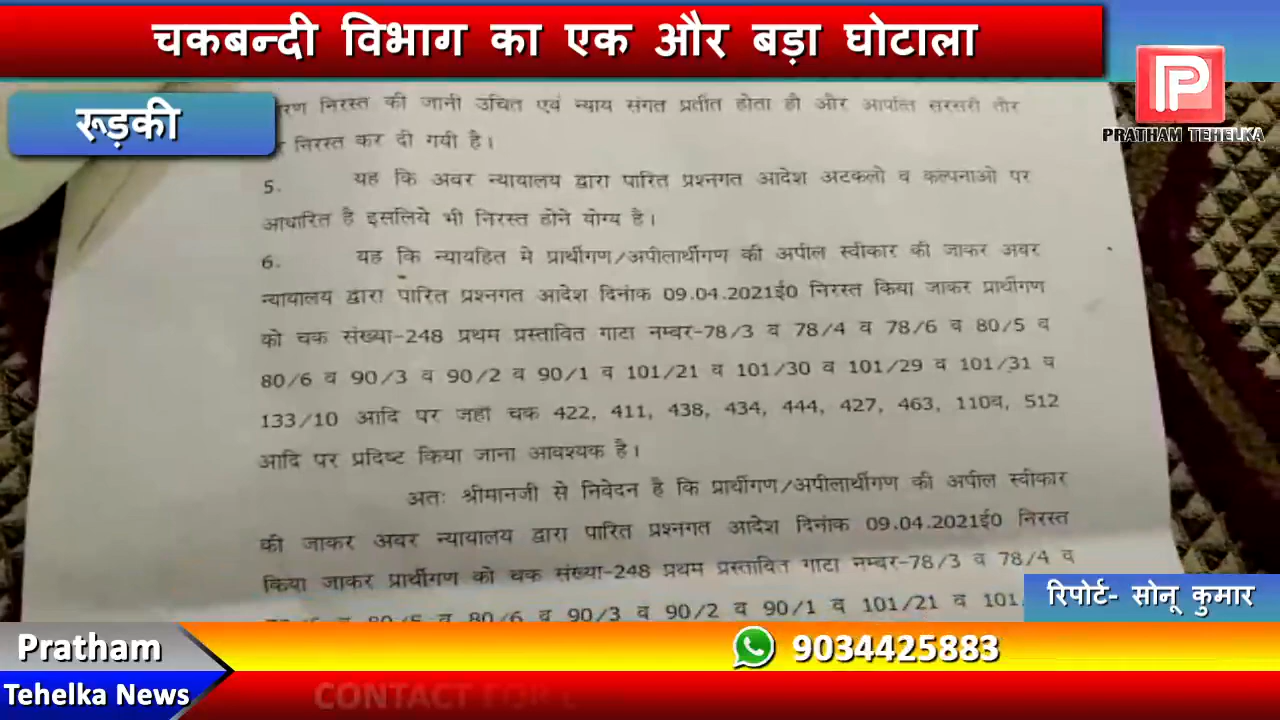 चकबन्दी विभाग का एक और बड़ा घोटाला
PRATHAM TEHELKA
रूड़की
निरस्त की जानी उचित एवं न्याय संगत प्रतीत होता ही और आपत्ति सरसरी तौर
निरस्त कर दी गयी है।
5. यह कि अवर न्यायालय द्वारा पारित प्रश्नगत आदेश अटकलो व कल्पनाओ पर
आधारित है इसलिये भी निरस्त होने योग्य है।
6. यह कि न्यायहित मे प्रार्थीगण/अपीलार्थीगण की अपील स्वीकार की जाकर अवर
न्यायालय द्वारा पारित प्रश्नगत आदेश दिनांक 09.04.2021ई0 निरस्त किया जाकर प्रार्थीगण
को चक संख्या-248 प्रथम प्रस्तावित गाटा नम्बर-78/3 व 78/4 व 78/6 व 80/5 व
80/6 व 90/3 व 90/2 व 90/1 व 101/21 व 101/30 व 101/29 व 101/31 व
133/10 आदि पर जहाँ चक 422, 411, 438, 434, 444, 427, 463, 110ब, 512
आदि पर प्रदिष्ट किया जाना आवश्यक है।
अतः श्रीमानजी से निवेदन है कि प्रार्थीगण/अपीलार्थीगण की अपील स्वीकार
की जाकर अवर न्यायालय द्वारा पारित प्रश्नगत आदेश दिनांक 09.04.2021ई0 निरस्त
किया जाकर प्रार्थीगण को चक संख्या-248 प्रथम प्रस्तावित गाटा नम्बर-78/3 व 78/4 व
व 80/5 व 80/6 व 90/3 व 90/2 व 90/1 व 101/21 व
रिपोर्ट- सोनू कुमार
Pratham
9034425883
Tehelka News
CONTACT FOR